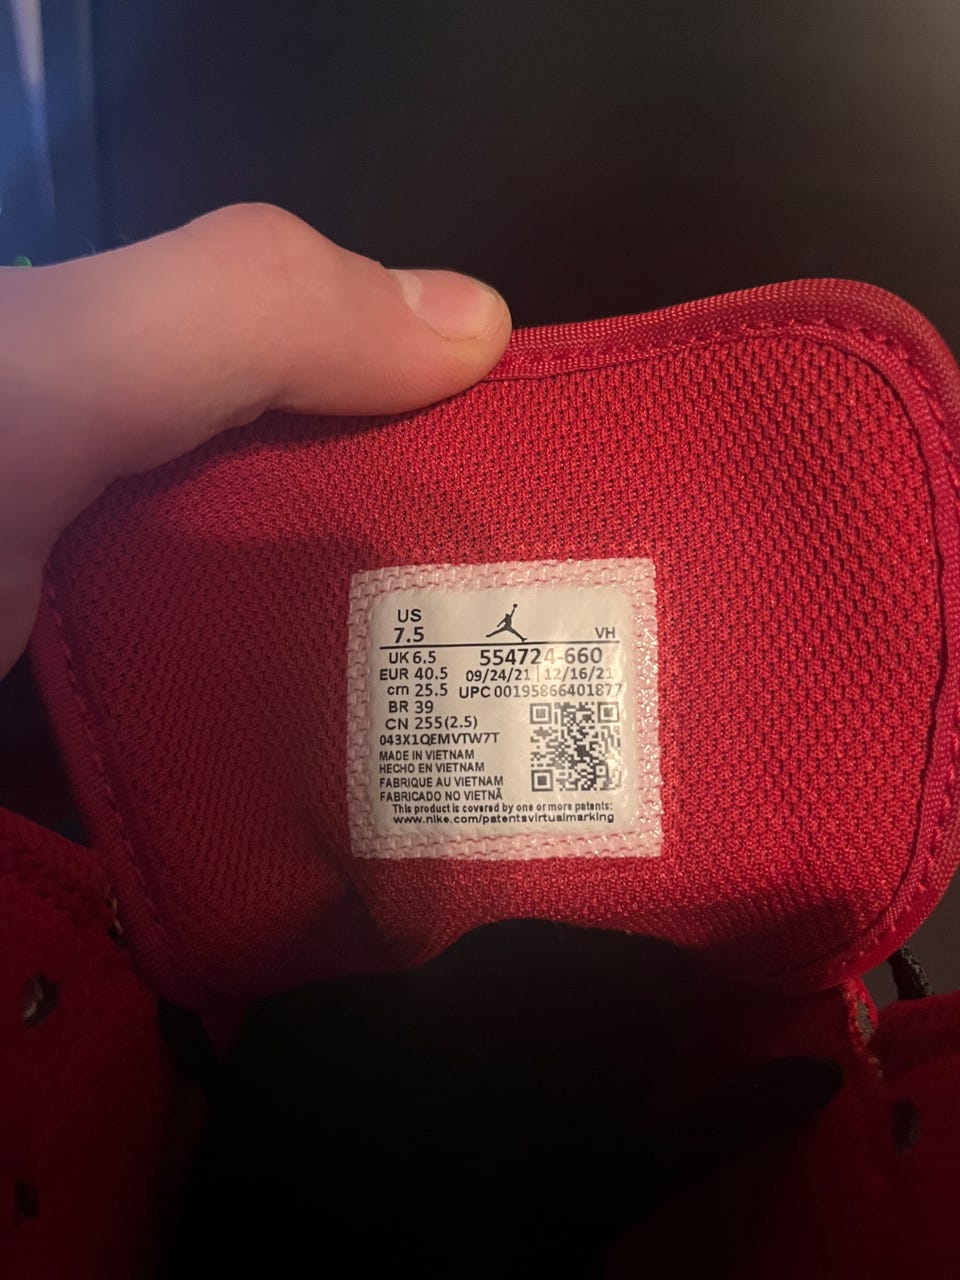 US
7.5 VH
UK 6.5 554724-660
EUR 40.5 09/24/21 | 12/16/21
cm 25.5 UPC 00195866401877
BR 39
CN 255(2.5)
043X1QEMVTW7T
MADE IN VIETNAM
HECHO EN VIETNAM
FABRIQUE AU VIETNAM
FABRICADO NO VIETNÃ
This product is covered by one or more patents:
www.nike.com/patentsvirtualmarking